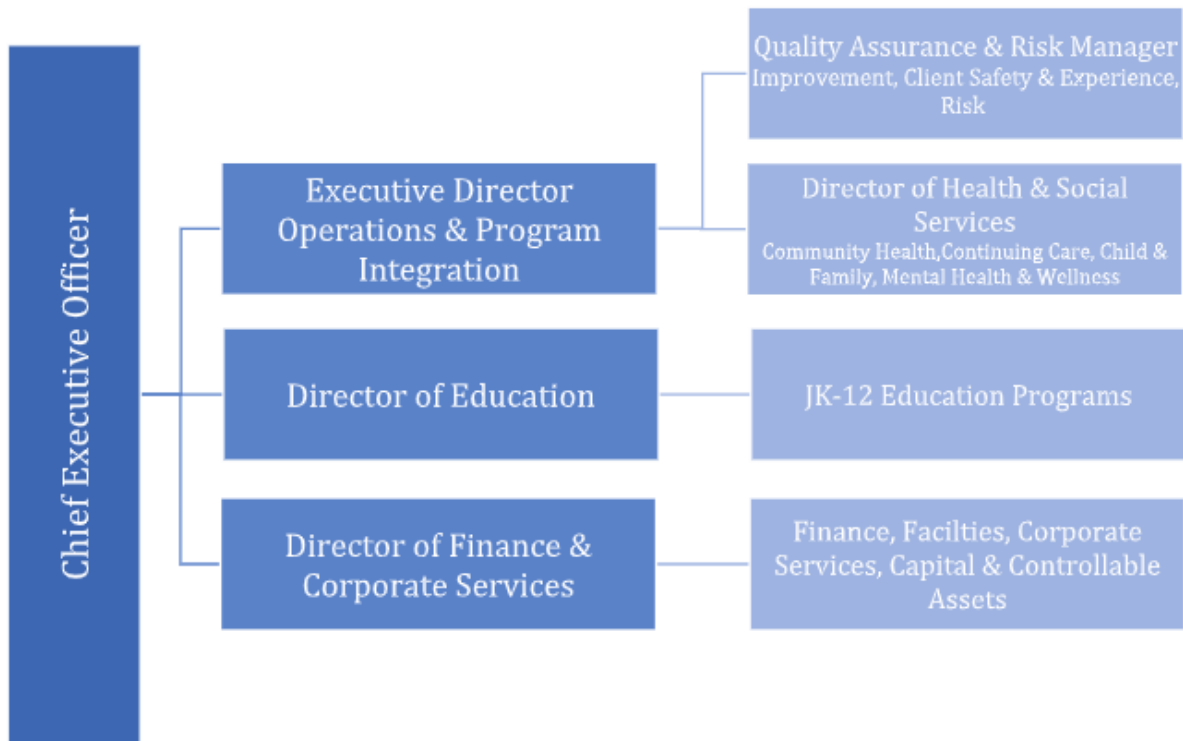 Chief Executive Officer
Executive Director
Operations & Program
Integration
Quality Assurance & Risk Manager
Improvement, Client Safety & Experience,
Risk
Director of Health & Social
Services
Community Health,Continuing Care, Child &
Family, Mental Health & Wellness
Director of Education
JK-12 Education Programs
Director of Finance &
Corporate Services
Finance, Facilties, Corporate
Services, Capital & Controllable
Assets